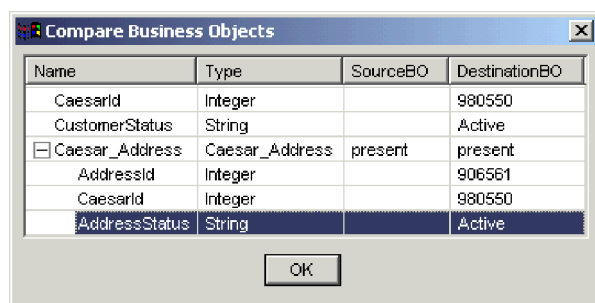 Compare Business Objects
Name Type SourceBO DestinationBO
CaesarId Integer 980550
CustomerStatus String Active
Caesar_Address Caesar_Address present present
AddressId Integer 906561
CaesarId Integer 980550
AddressStatus String Active
OK